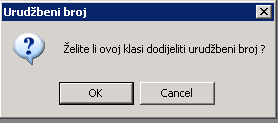 Urudžbeni broj
Želite li ovoj klasi dodijeliti urudžbeni broj ?
OK
Cancel